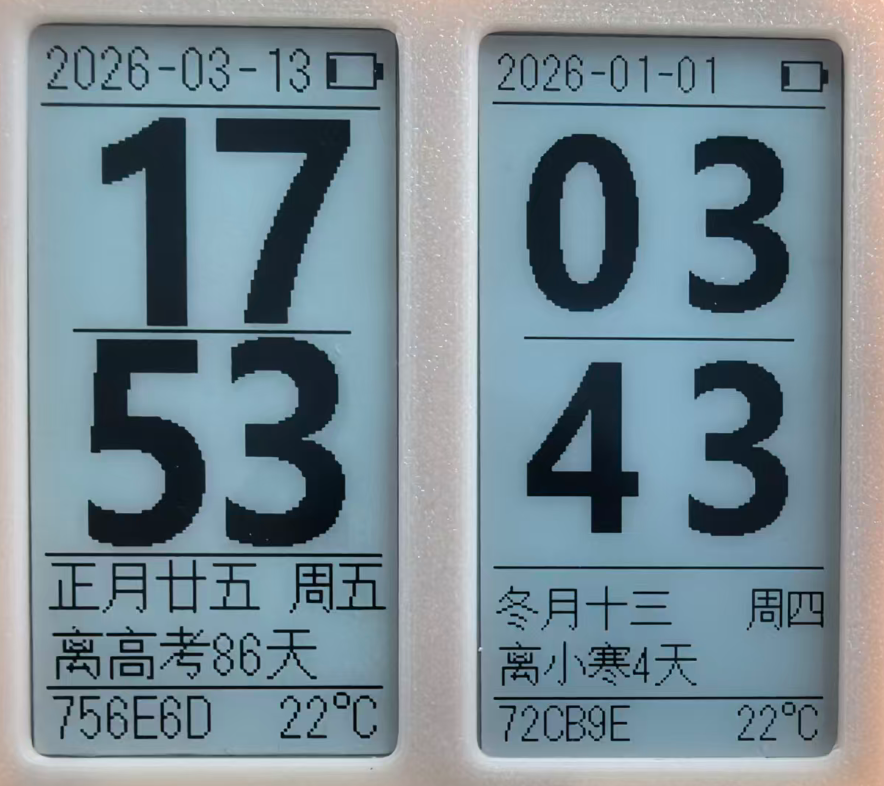 2026-03-13
17
53
正月廿五 周五
离高考86天
756E6D 22℃
2026-01-01
03
43
冬月十三 周四
离小寒4天
72CB9E 22℃